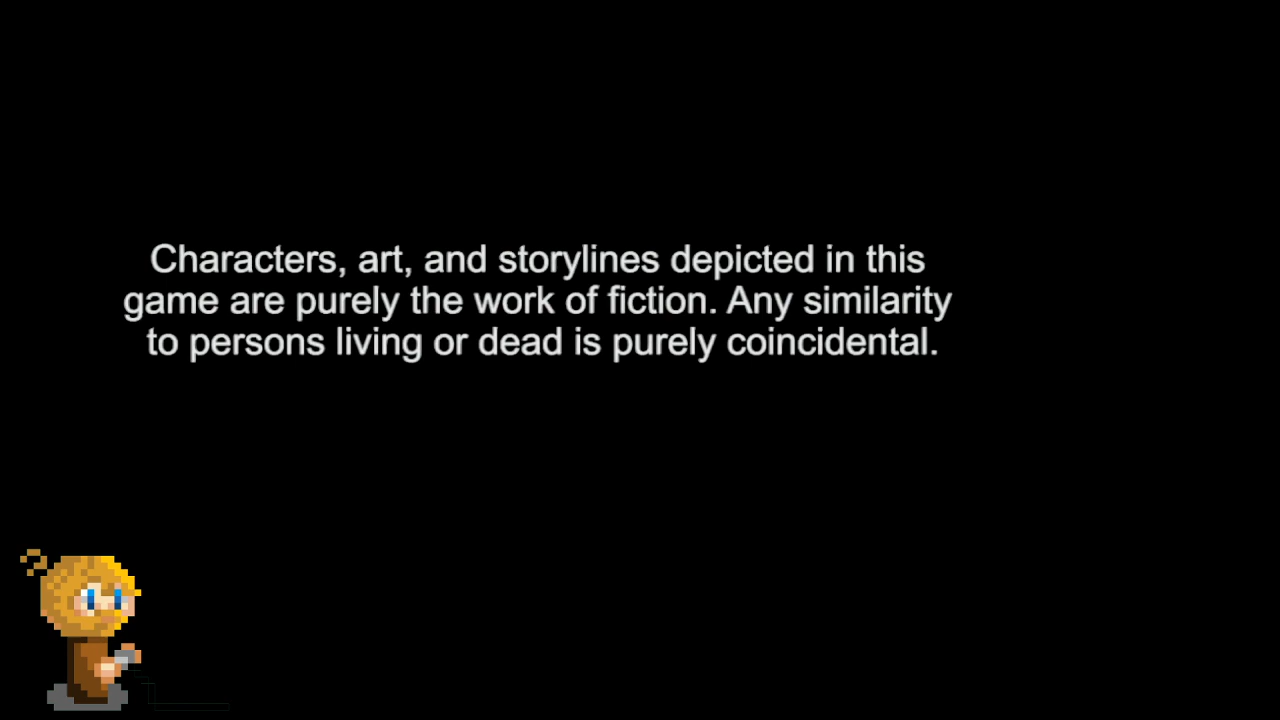 Characters, art, and storylines depicted in this
game are purely the work of fiction. Any similarity
to persons living or dead is purely coincidental.